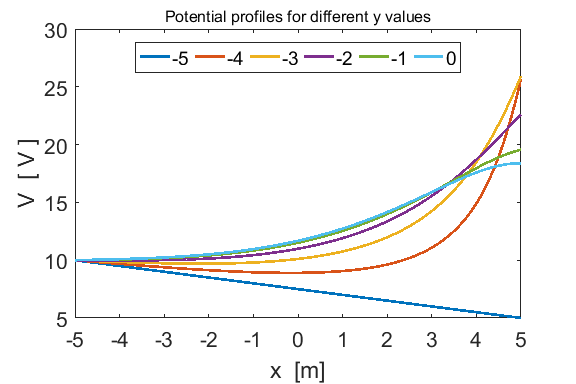 Potential profiles for different y values
30
-5 -4 -3 -2 -1 0
25
20
V [ V ]
15
10
5
-5 -4 -3 -2 -1 0 1 2 3 4 5
x [m]